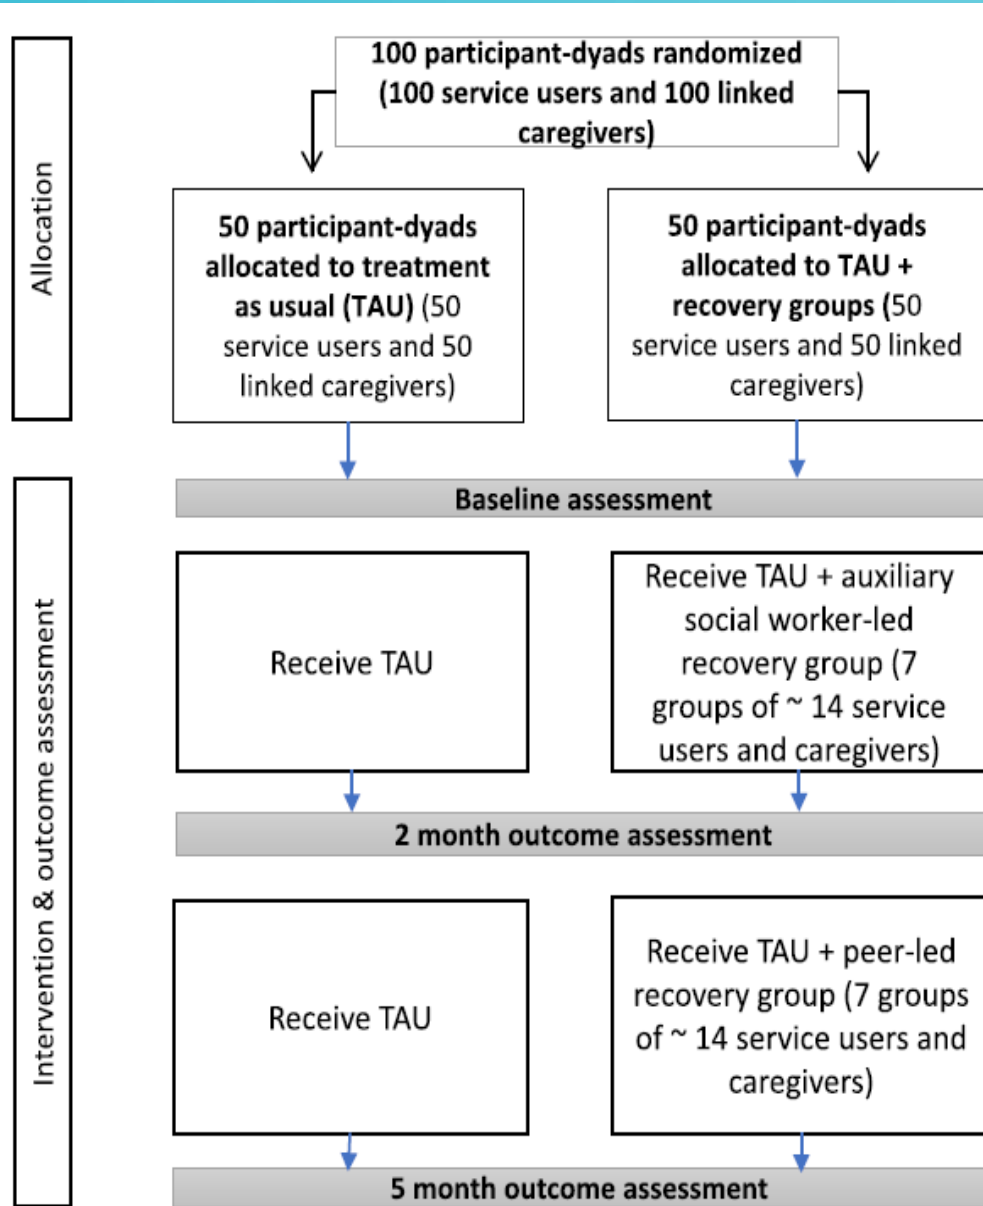 Allocation
100 participant-dyads randomized
(100 service users and 100 linked
caregivers)
50 participant-dyads
allocated to treatment
as usual (TAU) (50
service users and 50
linked caregivers)
50 participant-dyads
allocated to TAU +
recovery groups (50
service users and 50 linked
caregivers)
Intervention & outcome assessment
Baseline assessment
Receive TAU
Receive TAU + auxiliary
social worker-led
recovery group (7
groups of ~ 14 service
users and caregivers)
2 month outcome assessment
Receive TAU
Receive TAU + peer-led
recovery group (7 groups
of ~ 14 service users and
caregivers)
5 month outcome assessment